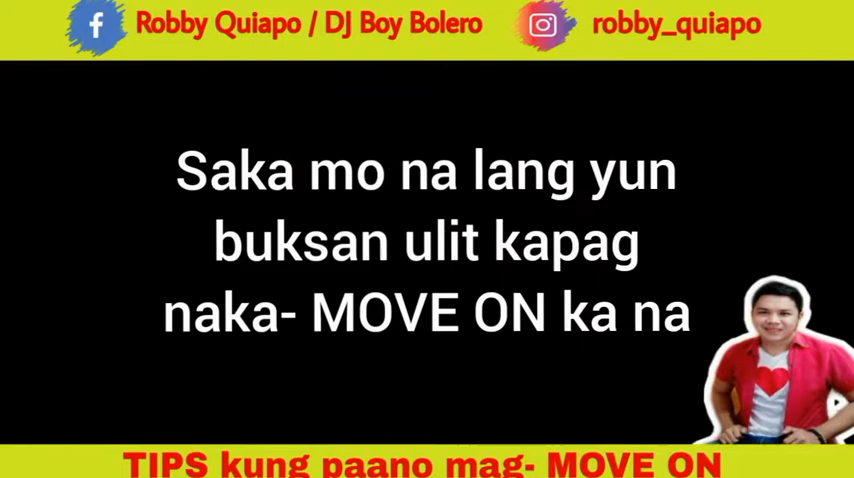 Robby Quiapo / DJ Boy Bolero robby_quiapo
Saka mo na lang yun
buksan ulit kapag
naka- MOVE ON ka na
TIPS kung paano mag- MOVE ON